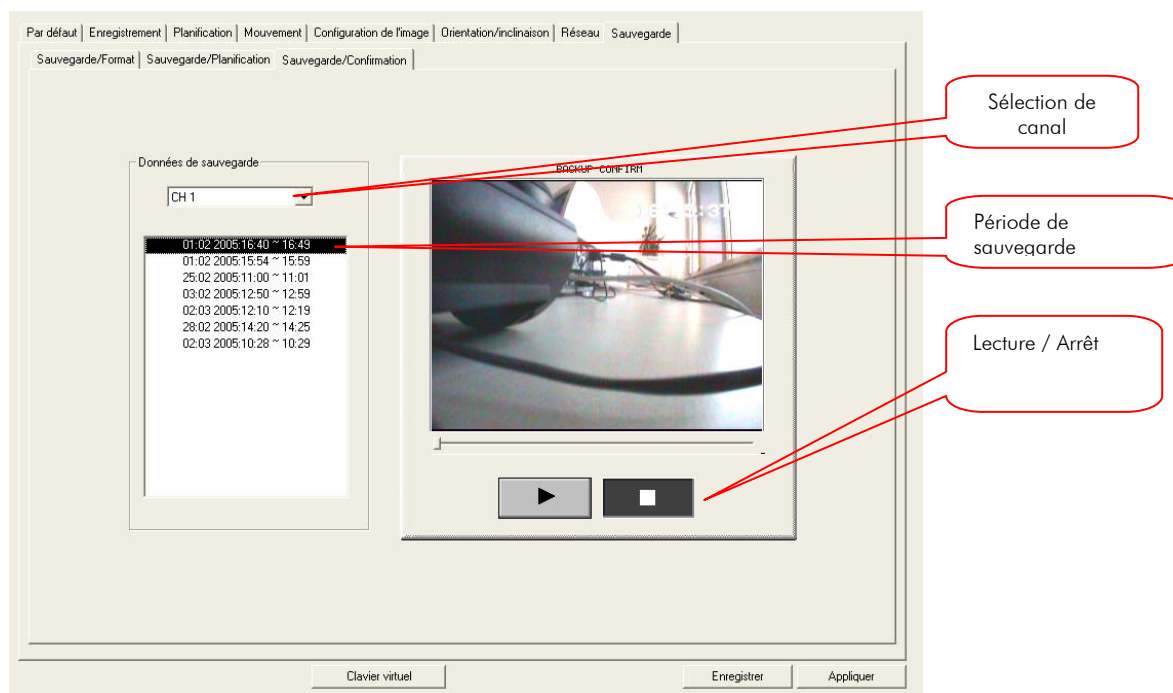 Par défaut Enregistrement Planification Mouvement Configuration de l'image Orientation/inclinaison Réseau Sauvegarde
Sauvegarde/Format Sauvegarde/Planification Sauvegarde/Confirmation
Sélection de
canal
Données de sauvegarde
CH 1
BACKUP CONFIRM
01:02 2005:16:40 ~ 16:49
01:02 2005:15:54 ~ 15:59
25:02 2005:11:00 ~ 11:01
03:02 2005:12:50 ~ 12:59
02:03 2005:12:10 ~ 12:19
28:02 2005:14:20 ~ 14:25
02:03 2005:10:28 ~ 10:29
Période de
sauvegarde
Lecture / Arrêt
Clavier virtuel Enregistrer Appliquer